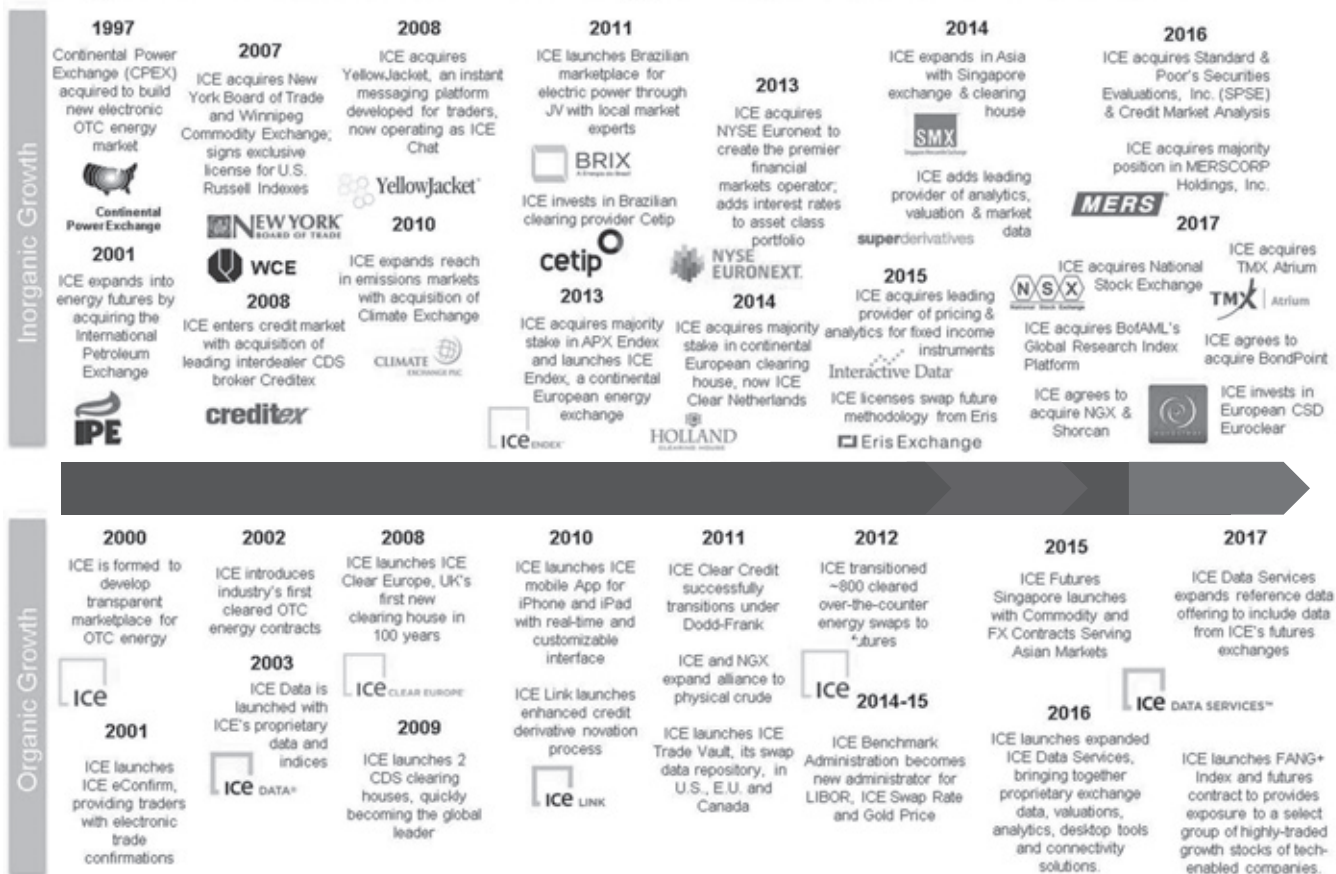 Inorganic Growth
1997
Continental Power
Exchange (CPEX)
acquired to build
new electronic
OTC energy
market
Continental
PowerExchange
2001
ICE expands into
energy futures by
acquiring the
International
Petroleum
Exchange
IPE
2007
ICE acquires New
York Board of Trade
and Winnipeg
Commodity Exchange;
signs exclusive
license for U.S.
Russell Indexes
NEW YORK
BOARD OF TRADE
WCE
2008
ICE enters credit market
with acquisition of
leading interdealer CDS
broker Creditex
creditex
2008
ICE acquires
YellowJacket, an instant
messaging platform
developed for traders,
now operating as ICE
Chat
YellowJacket
2010
ICE expands reach
in emissions markets
with acquisition of
Climate Exchange
CLIMATE
EXCHANGE PLC
2011
ICE launches Brazilian
marketplace for
electric power through
JV with local market
experts
BRIX
A Energia do Brasil
ICE invests in Brazilian
clearing provider Cetip
cetip
2013
ICE acquires majority
stake in APX Endex
and launches ICE
Endex, a continental
European energy
exchange
ICE ENDEX
2013
ICE acquires
NYSE Euronext to
create the premier
financial
markets operator;
adds interest rates
to asset class
portfolio
NYSE
EURONEXT.
2014
ICE acquires majority
stake in continental
European clearing
house, now ICE
Clear Netherlands
HOLLAND
CLEARING HOUSE
2014
ICE expands in Asia
with Singapore
exchange & clearing
house
SMX
Singapore Mercantile Exchange
ICE adds leading
provider of analytics,
valuation & market
data
superderivatives
2015
ICE acquires leading
provider of pricing &
analytics for fixed income
instruments
Interactive Data
ICE licenses swap future
methodology from Eris
Eris Exchange
2016
ICE acquires Standard &
Poor's Securities
Evaluations, Inc. (SPSE)
& Credit Market Analysis
ICE acquires majority
position in MERSCORP
Holdings, Inc.
MERS
2017
ICE acquires National
Stock Exchange
NSX
National Stock Exchange
ICE acquires
TMX Atrium
TMX Atrium
ICE acquires BofAML's
Global Research Index
Platform
ICE agrees to
acquire BondPoint
ICE agrees to
acquire NGX &
Shorcan
euroclear
ICE invests in
European CSD
Euroclear
Organic Growth
2000
ICE is formed to
develop
transparent
marketplace for
OTC energy
ICE
2001
ICE launches
ICE eConfirm,
providing traders
with electronic
trade
confirmations
2002
ICE introduces
industry's first
cleared OTC
energy contracts
2003
ICE Data is
launched with
ICE's proprietary
data and
indices
ICE DATA®
2008
ICE launches ICE
Clear Europe, UK's
first new
clearing house in
100 years
ICE CLEAR EUROPE
2009
ICE launches 2
CDS clearing
houses, quickly
becoming the global
leader
2010
ICE launches ICE
mobile App for
iPhone and iPad
with real-time and
customizable
interface
ICE Link launches
enhanced credit
derivative novation
process
ICE LINK
2011
ICE Clear Credit
successfully
transitions under
Dodd-Frank
ICE and NGX
expand alliance to
physical crude
ICE launches ICE
Trade Vault, its swap
data repository, in
U.S., E.U. and
Canada
2012
ICE transitioned
~800 cleared
over-the-counter
energy swaps to
futures
ICE
2014-15
ICE Benchmark
Administration becomes
new administrator for
LIBOR, ICE Swap Rate
and Gold Price
2015
ICE Futures
Singapore launches
with Commodity and
FX Contracts Serving
Asian Markets
2016
ICE launches expanded
ICE Data Services,
bringing together
proprietary exchange
data, valuations,
analytics, desktop tools
and connectivity
solutions.
2017
ICE Data Services
expands reference data
offering to include data
from ICE's futures
exchanges
ICE DATA SERVICES™
ICE launches FANG+
Index and futures
contract to provides
exposure to a select
group of highly-traded
growth stocks of tech-
enabled companies.